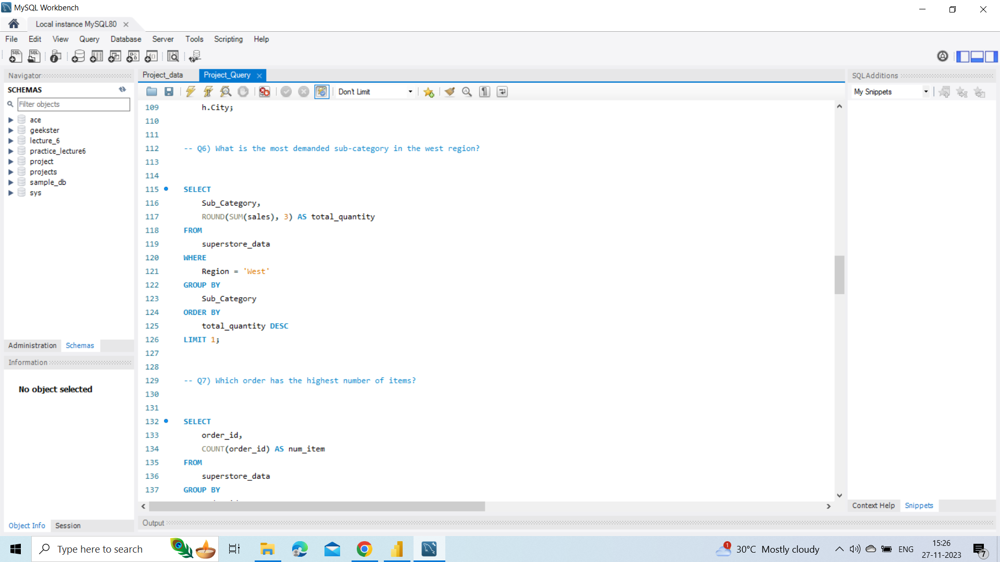 MySQL Workbench
Local instance MySQL80
File Edit View Query Database Server Tools Scripting Help
Navigator
SCHEMAS
Filter objects
ace
geekster
lecture_6
practice_lecture6
project
projects
sample_db
sys
Administration Schemas
Information
No object selected
Object Info Session
Project_data Project_Query
Don't Limit
109 h.City;
110
111
112 -- Q6) What is the most demanded sub-category in the west region?
113
114
115 SELECT
116 Sub_Category,
117 ROUND(SUM(sales), 3) AS total_quantity
118 FROM
119 superstore_data
120 WHERE
121 Region = 'West'
122 GROUP BY
123 Sub_Category
124 ORDER BY
125 total_quantity DESC
126 LIMIT 1;
127
128
129 -- Q7) Which order has the highest number of items?
130
131
132 SELECT
133 order_id,
134 COUNT(order_id) AS num_item
135 FROM
136 superstore_data
137 GROUP BY
Output
SQLAdditions
My Snippets
Context Help Snippets
Type here to search
1
30°C Mostly cloudy
ENG
15:26
27-11-2023
7